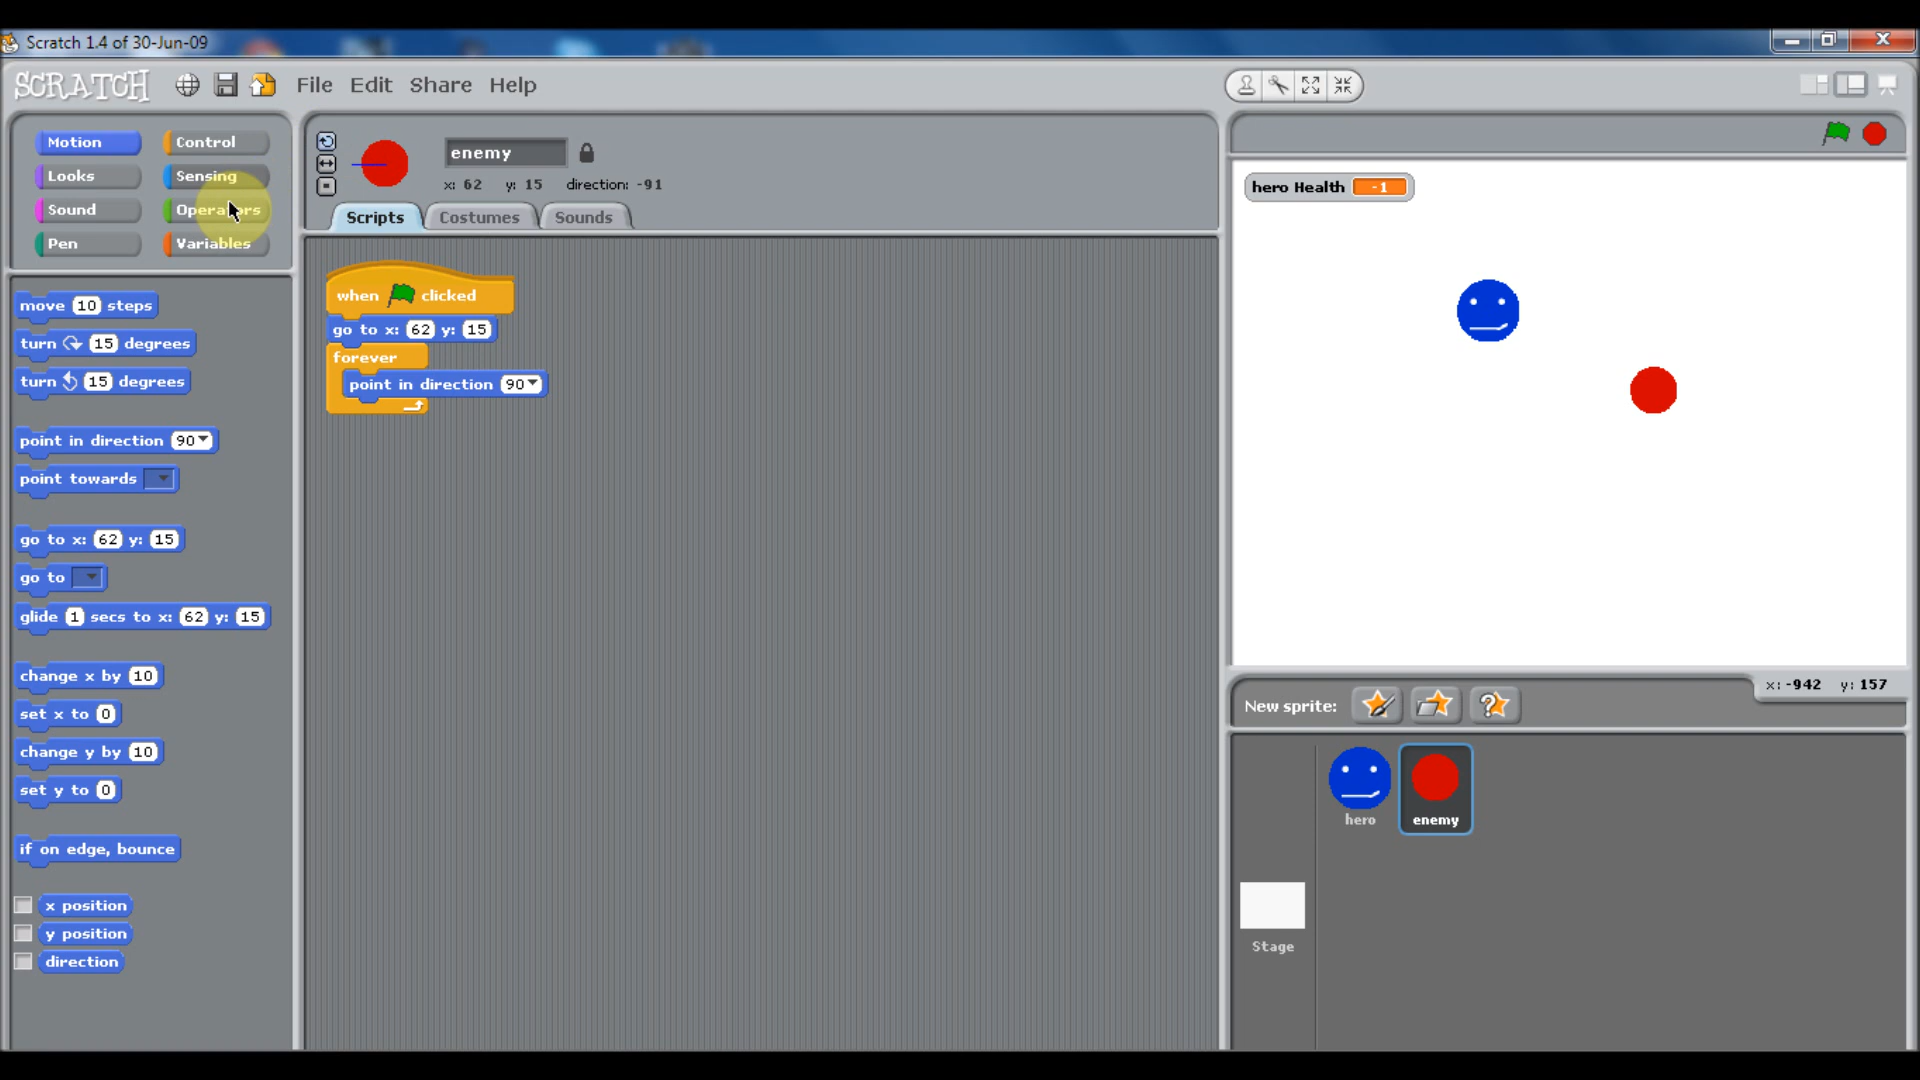 Scratch 1.4 of 30-Jun-09
SCRATCH File Edit Share Help
Motion Control
Looks Sensing
Sound Operators
Pen Variables
enemy
x: 62 y: 15 direction: -91
Scripts Costumes Sounds
move 10 steps
turn 15 degrees
turn 15 degrees
point in direction 90
point towards
go to x: 62 y: 15
go to
glide 1 secs to x: 62 y: 15
change x by 10
set x to 0
change y by 10
set y to 0
if on edge, bounce
x position
y position
direction
when clicked
go to x: 62 y: 15
forever
point in direction 90
hero Health -1
x: -942 y: 157
New sprite:
hero
enemy
Stage